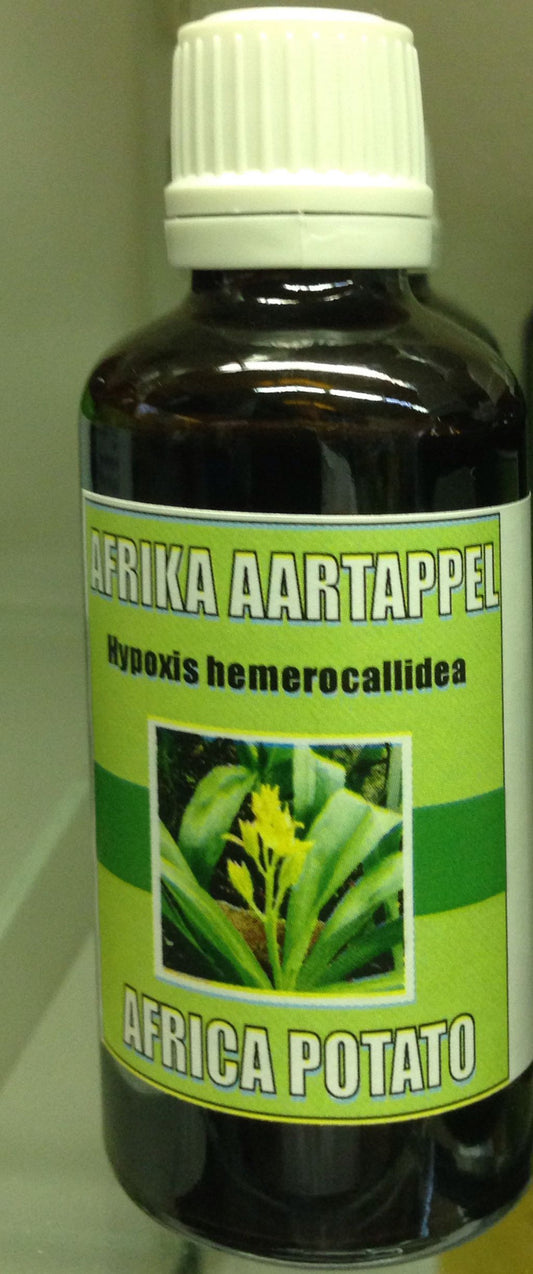 AFRIKA AARTAPPEL
Hypoxis hemerocallidea
AFRICA POTATO